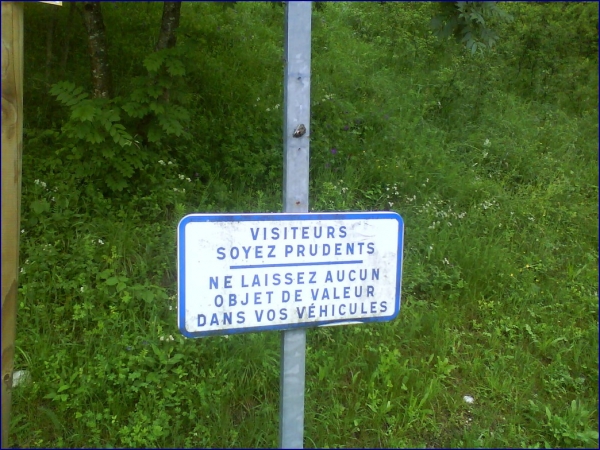 VISITEURS
SOYEZ PRUDENTS
NE LAISSEZ AUCUN
OBJET DE VALEUR
DANS VOS VÉHICULES